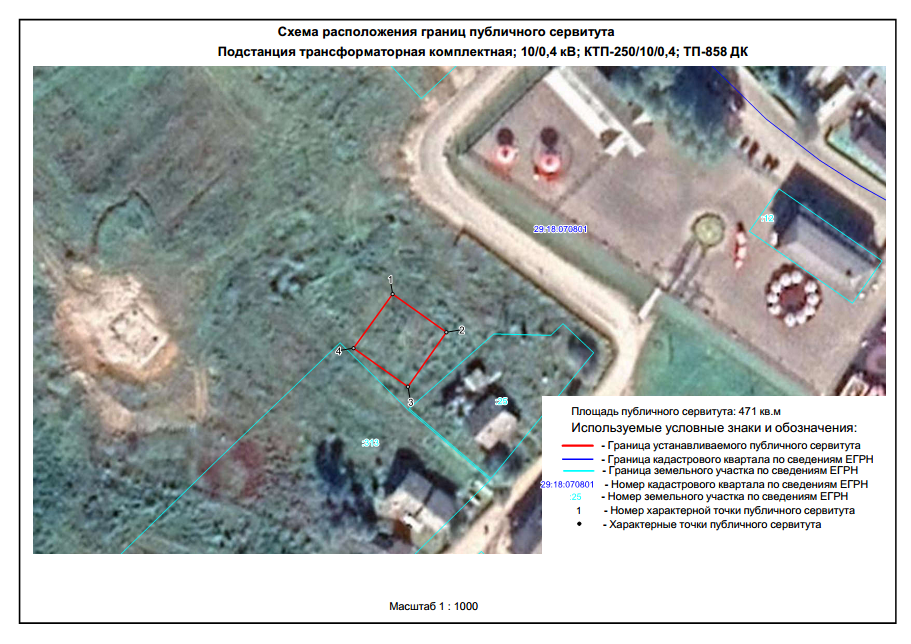 Схема расположения границ публичного сервитута
Подстанция трансформаторная комплектная; 10/0,4 кВ; КТП-250/10/0,4; ТП-858 ДК
:12
29:18:070801
1
2
4
3
:25
:213
Площадь публичного сервитута: 471 кв.м
Используемые условные знаки и обозначения:
- Граница устанавливаемого публичного сервитута
- Граница кадастрового квартала по сведениям ЕГРН
- Граница земельного участка по сведениям ЕГРН
29:18:070801 - Номер кадастрового квартала по сведениям ЕГРН
:25 - Номер земельного участка по сведениям ЕГРН
1 - Номер характерной точки публичного сервитута
- Характерные точки публичного сервитута
Масштаб 1 : 1000